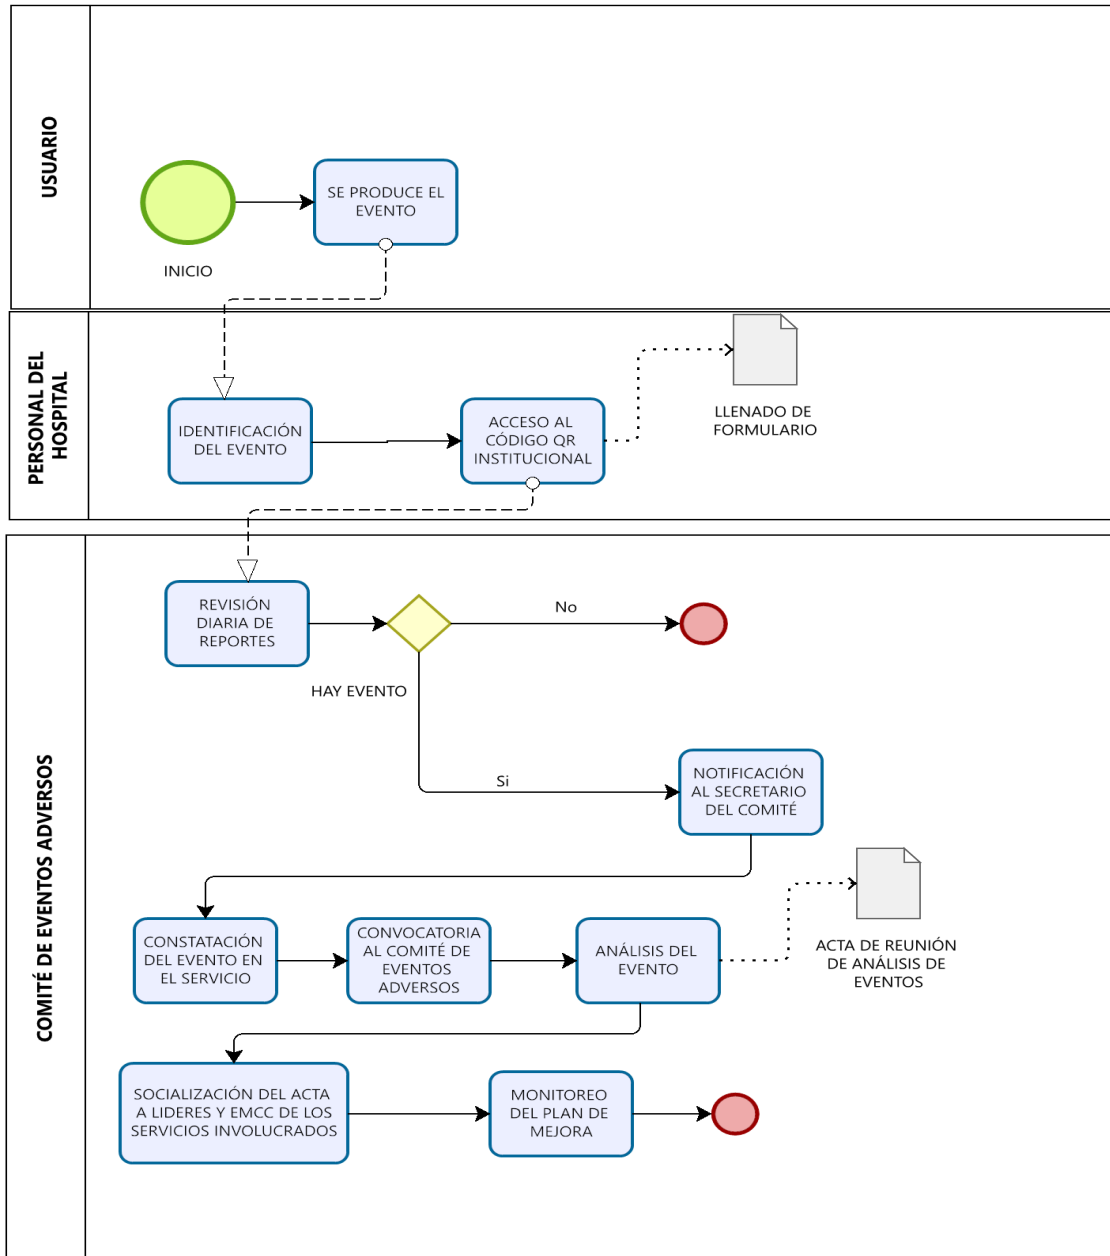 USUARIO
SE PRODUCE EL
EVENTO
INICIO
PERSONAL DEL
HOSPITAL
IDENTIFICACIÓN
DEL EVENTO
ACCESO AL
CÓDIGO QR
INSTITUCIONAL
LLENADO DE
FORMULARIO
COMITÉ DE EVENTOS ADVERSOS
REVISIÓN
DIARIA DE
REPORTES
No
HAY EVENTO
Si
NOTIFICACIÓN
AL SECRETARIO
DEL COMITÉ
CONSTATACIÓN
DEL EVENTO EN
EL SERVICIO
CONVOCATORIA
AL COMITÉ DE
EVENTOS
ADVERSOS
ANÁLISIS DEL
EVENTO
ACTA DE REUNIÓN
DE ANÁLISIS DE
EVENTOS
SOCIALIZACIÓN DEL ACTA
A LIDERES Y EMCC DE LOS
SERVICIOS INVOLUCRADOS
MONITOREO
DEL PLAN DE
MEJORA